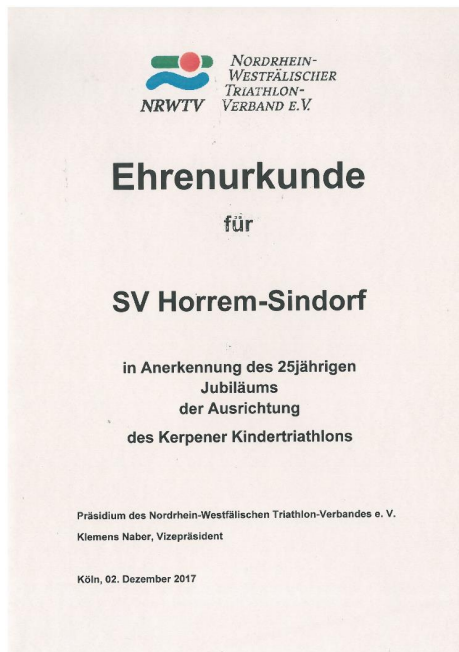 NORDRHEIN-
WESTFÄLISCHER
TRIATHLON-
VERBAND E.V.
NRWTV
Ehrenurkunde
für
SV Horrem-Sindorf
in Anerkennung des 25jährigen
Jubiläums
der Ausrichtung
des Kerpener Kindertriathlons
Präsidium des Nordrhein-Westfälischen Triathlon-Verbandes e. V.
Klemens Naber, Vizepräsident
Köln, 02. Dezember 2017